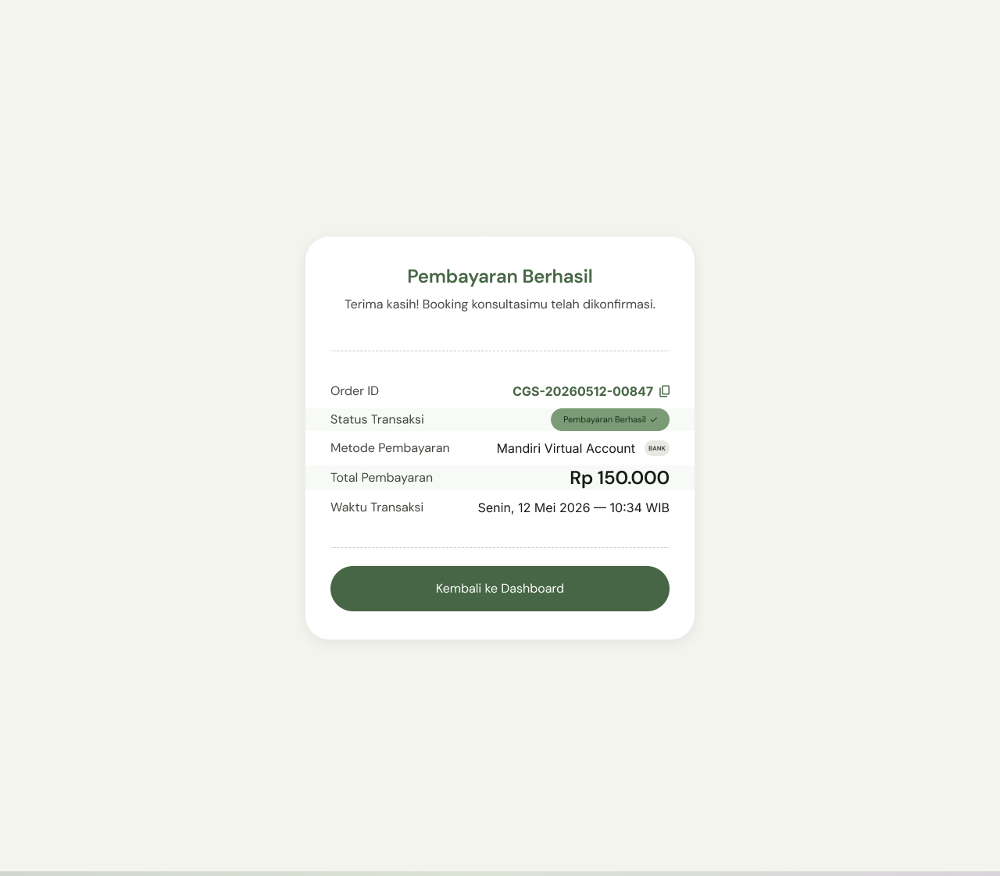 Pembayaran Berhasil
Terima kasih! Booking konsultasimu telah dikonfirmasi.
Order ID CGS-20260512-00847
Status Transaksi Pembayaran Berhasil ✓
Metode Pembayaran Mandiri Virtual Account BANK
Total Pembayaran Rp 150.000
Waktu Transaksi Senin, 12 Mei 2026 — 10:34 WIB
Kembali ke Dashboard